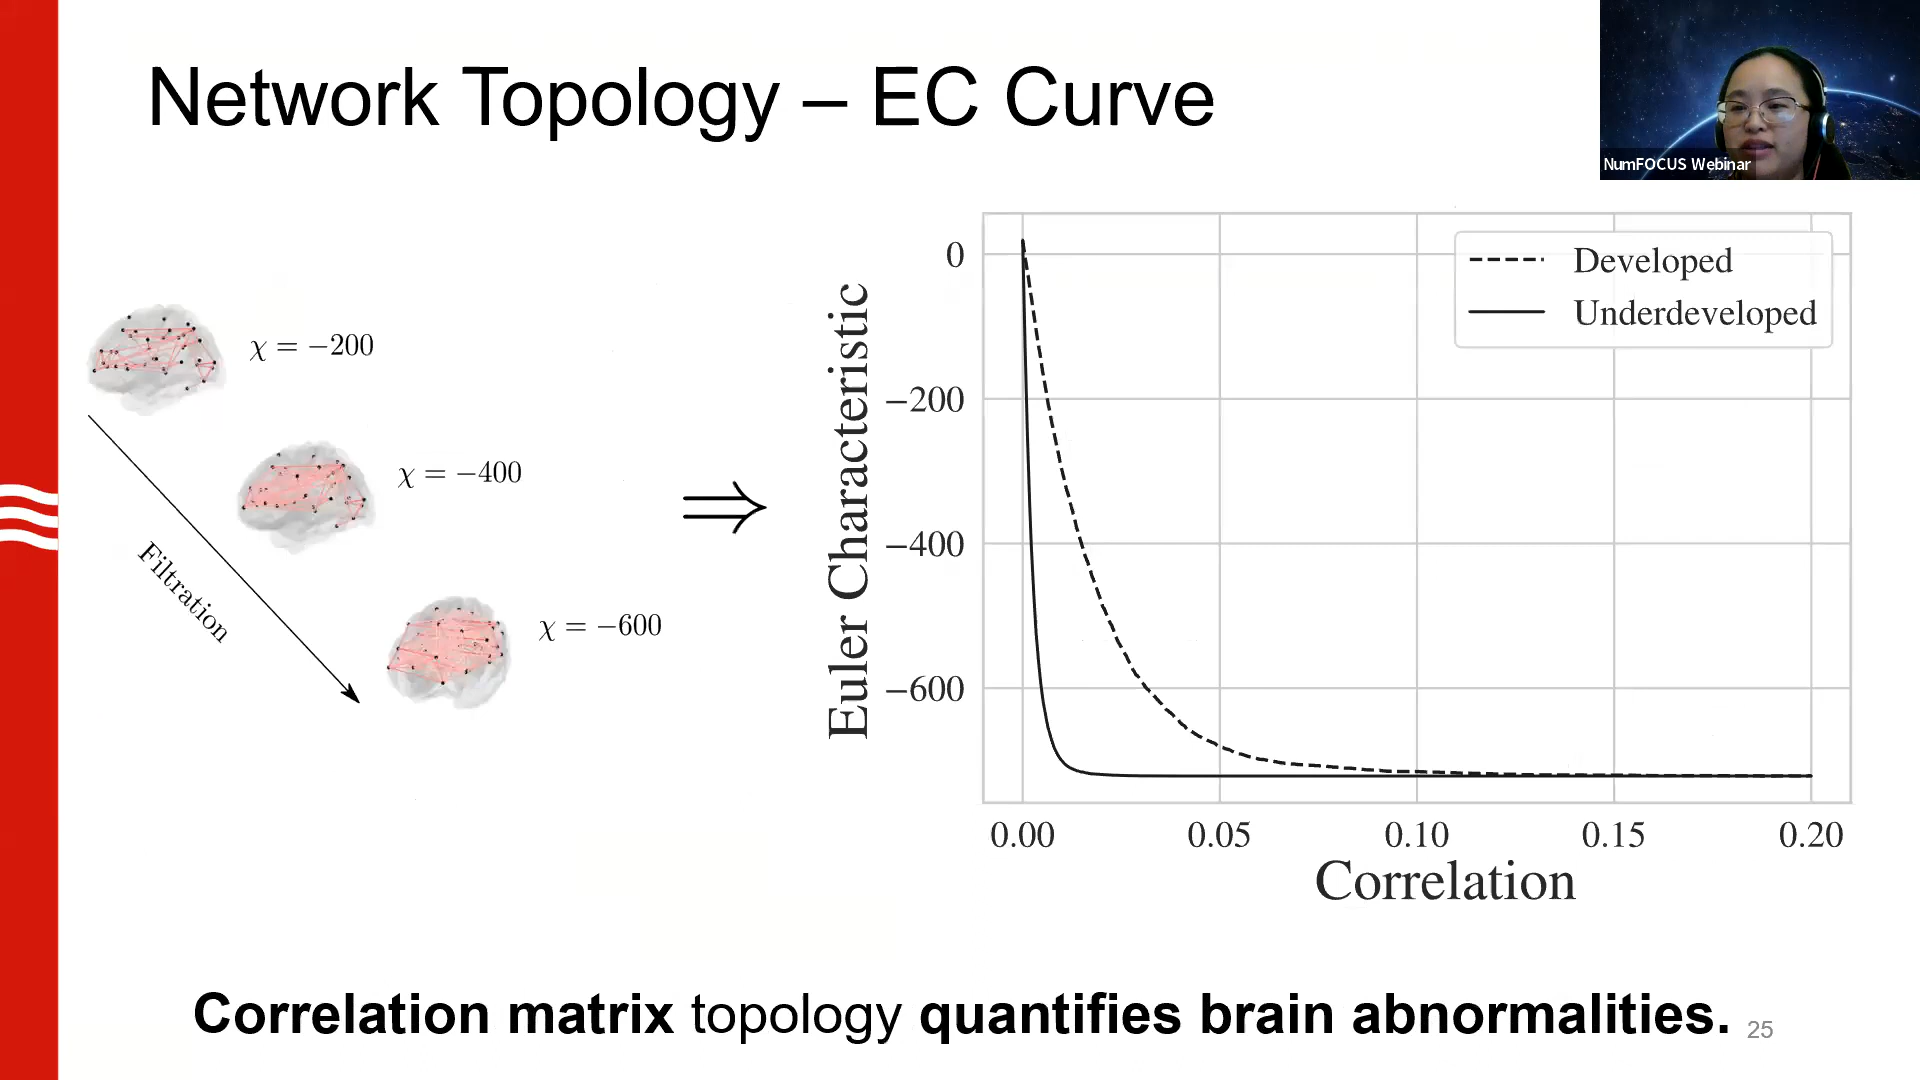 Network Topology – EC Curve
NumFOCUS Webinar
χ = −200
χ = −400
χ = −600
Filtration
⇒
Euler Characteristic
0
−200
−400
−600
Developed
Underdeveloped
0.00 0.05 0.10 0.15 0.20
Correlation
Correlation matrix topology quantifies brain abnormalities.
25